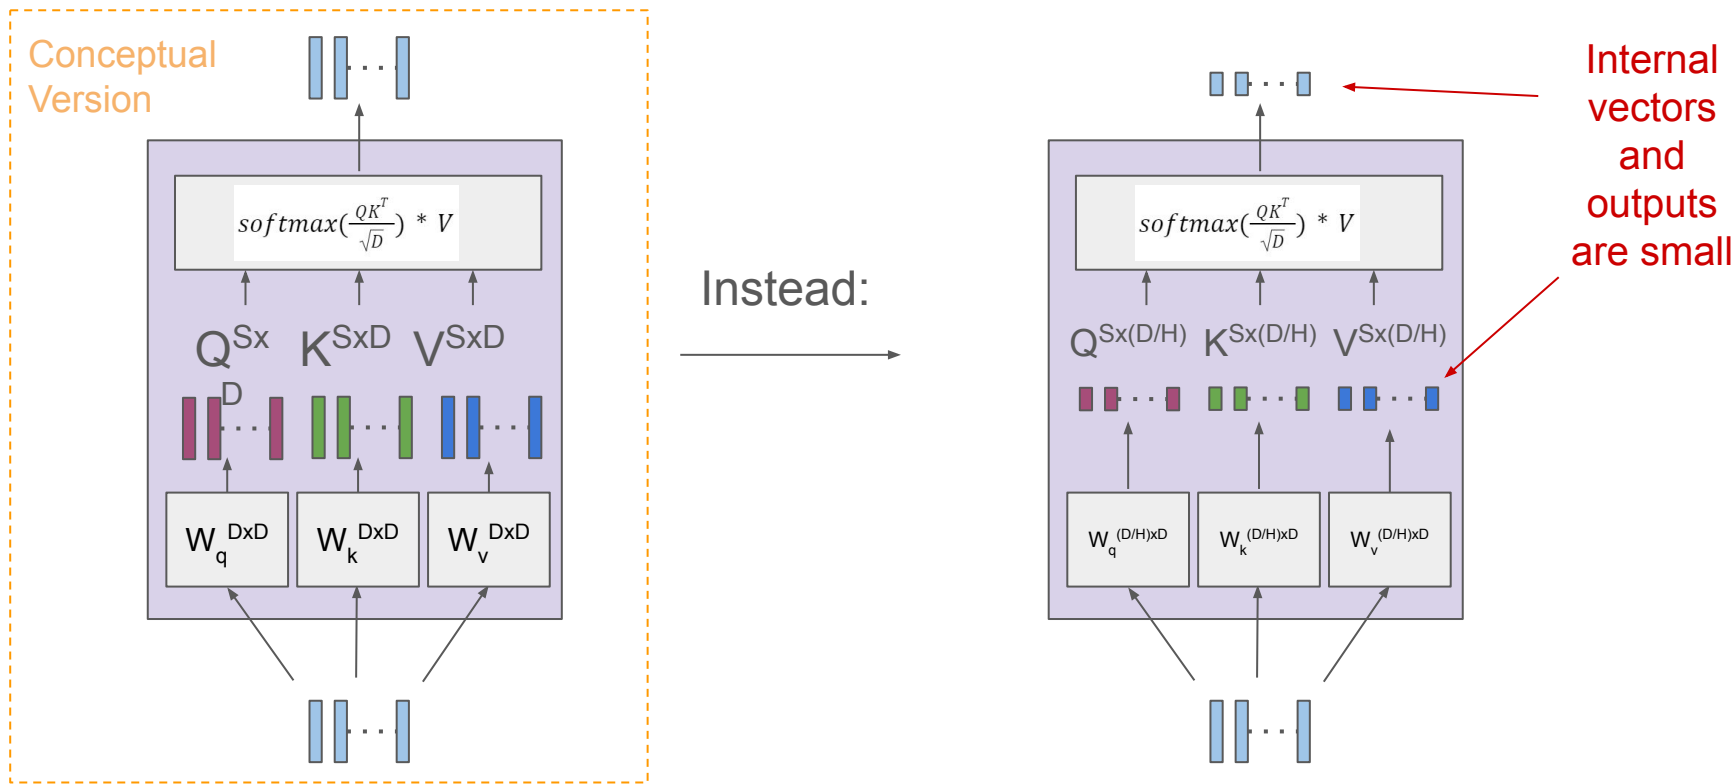 Conceptual
Version
softmax(QK^T/√D) * V
Q^SxD K^SxD V^SxD
W_q^DxD W_k^DxD W_v^DxD
Instead:
softmax(QK^T/√D) * V
Q^Sx(D/H) K^Sx(D/H) V^Sx(D/H)
W_q^(D/H)xD W_k^(D/H)xD W_v^(D/H)xD
Internal
vectors
and
outputs
are small